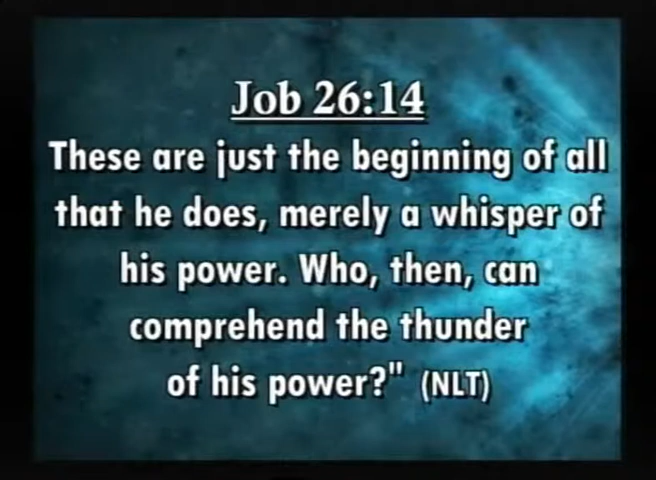 Job 26:14
These are just the beginning of all
that he does, merely a whisper of
his power. Who, then, can
comprehend the thunder
of his power?" (NLT)